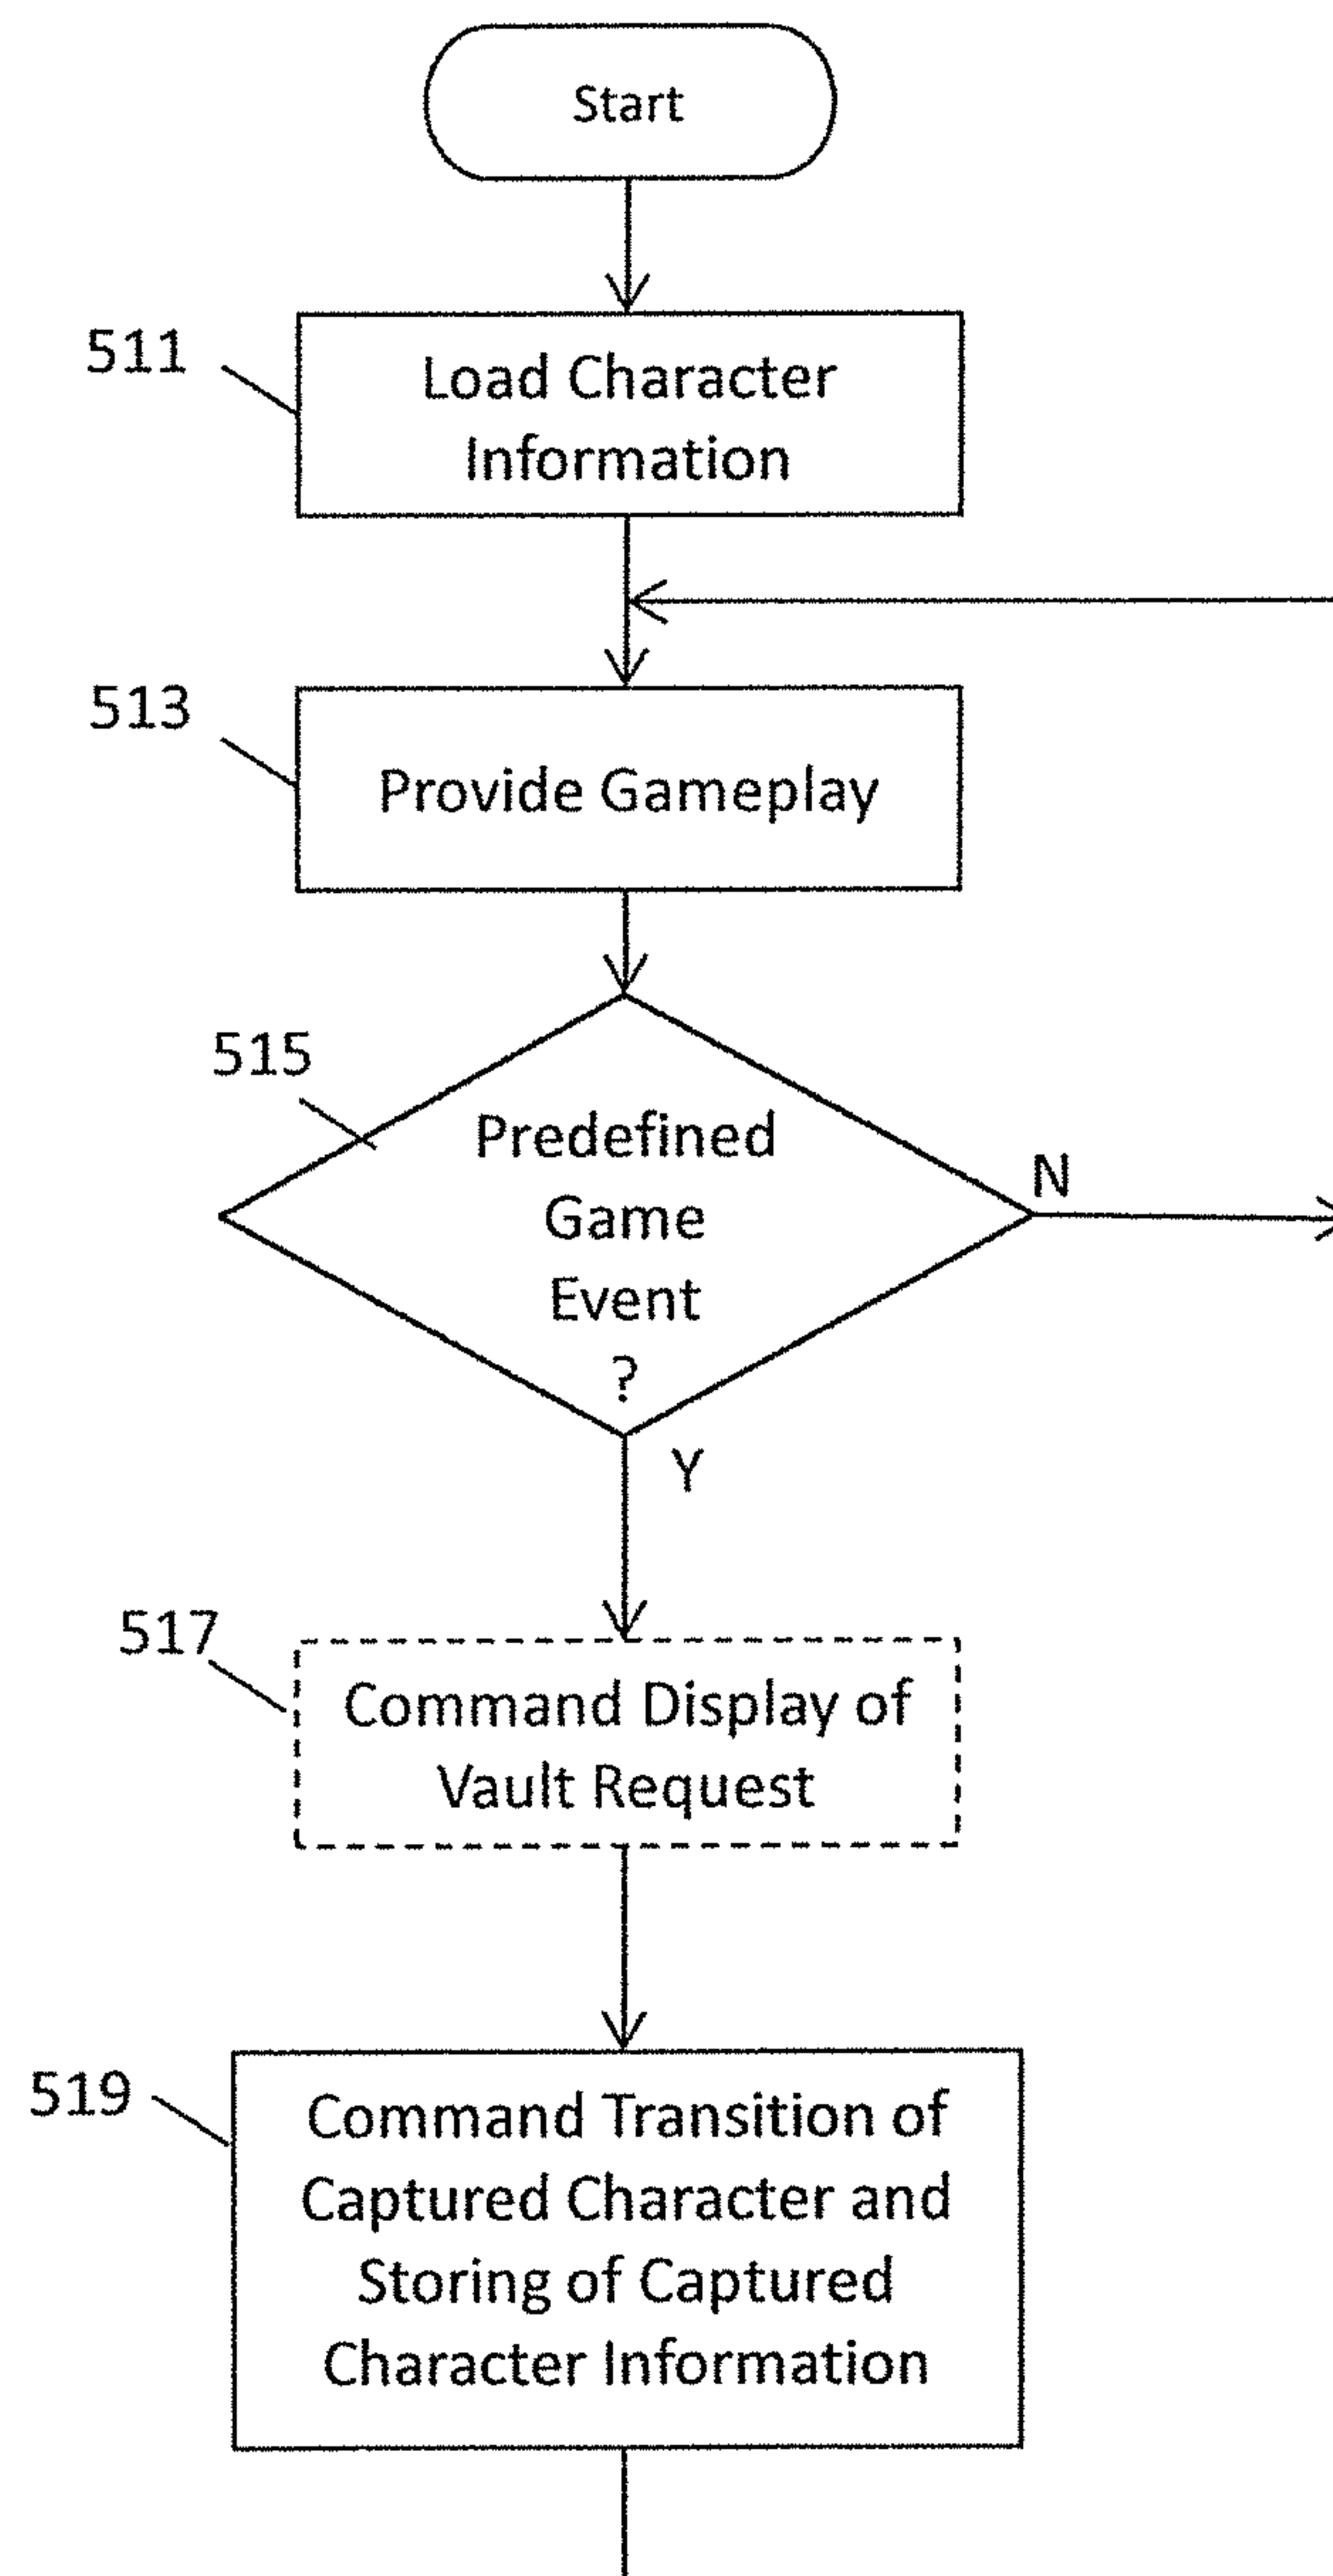 Start
511
Load Character
Information
513
Provide Gameplay
515
Predefined
Game
Event
?
N
Y
517
Command Display of
Vault Request
519
Command Transition of
Captured Character and
Storing of Captured
Character Information